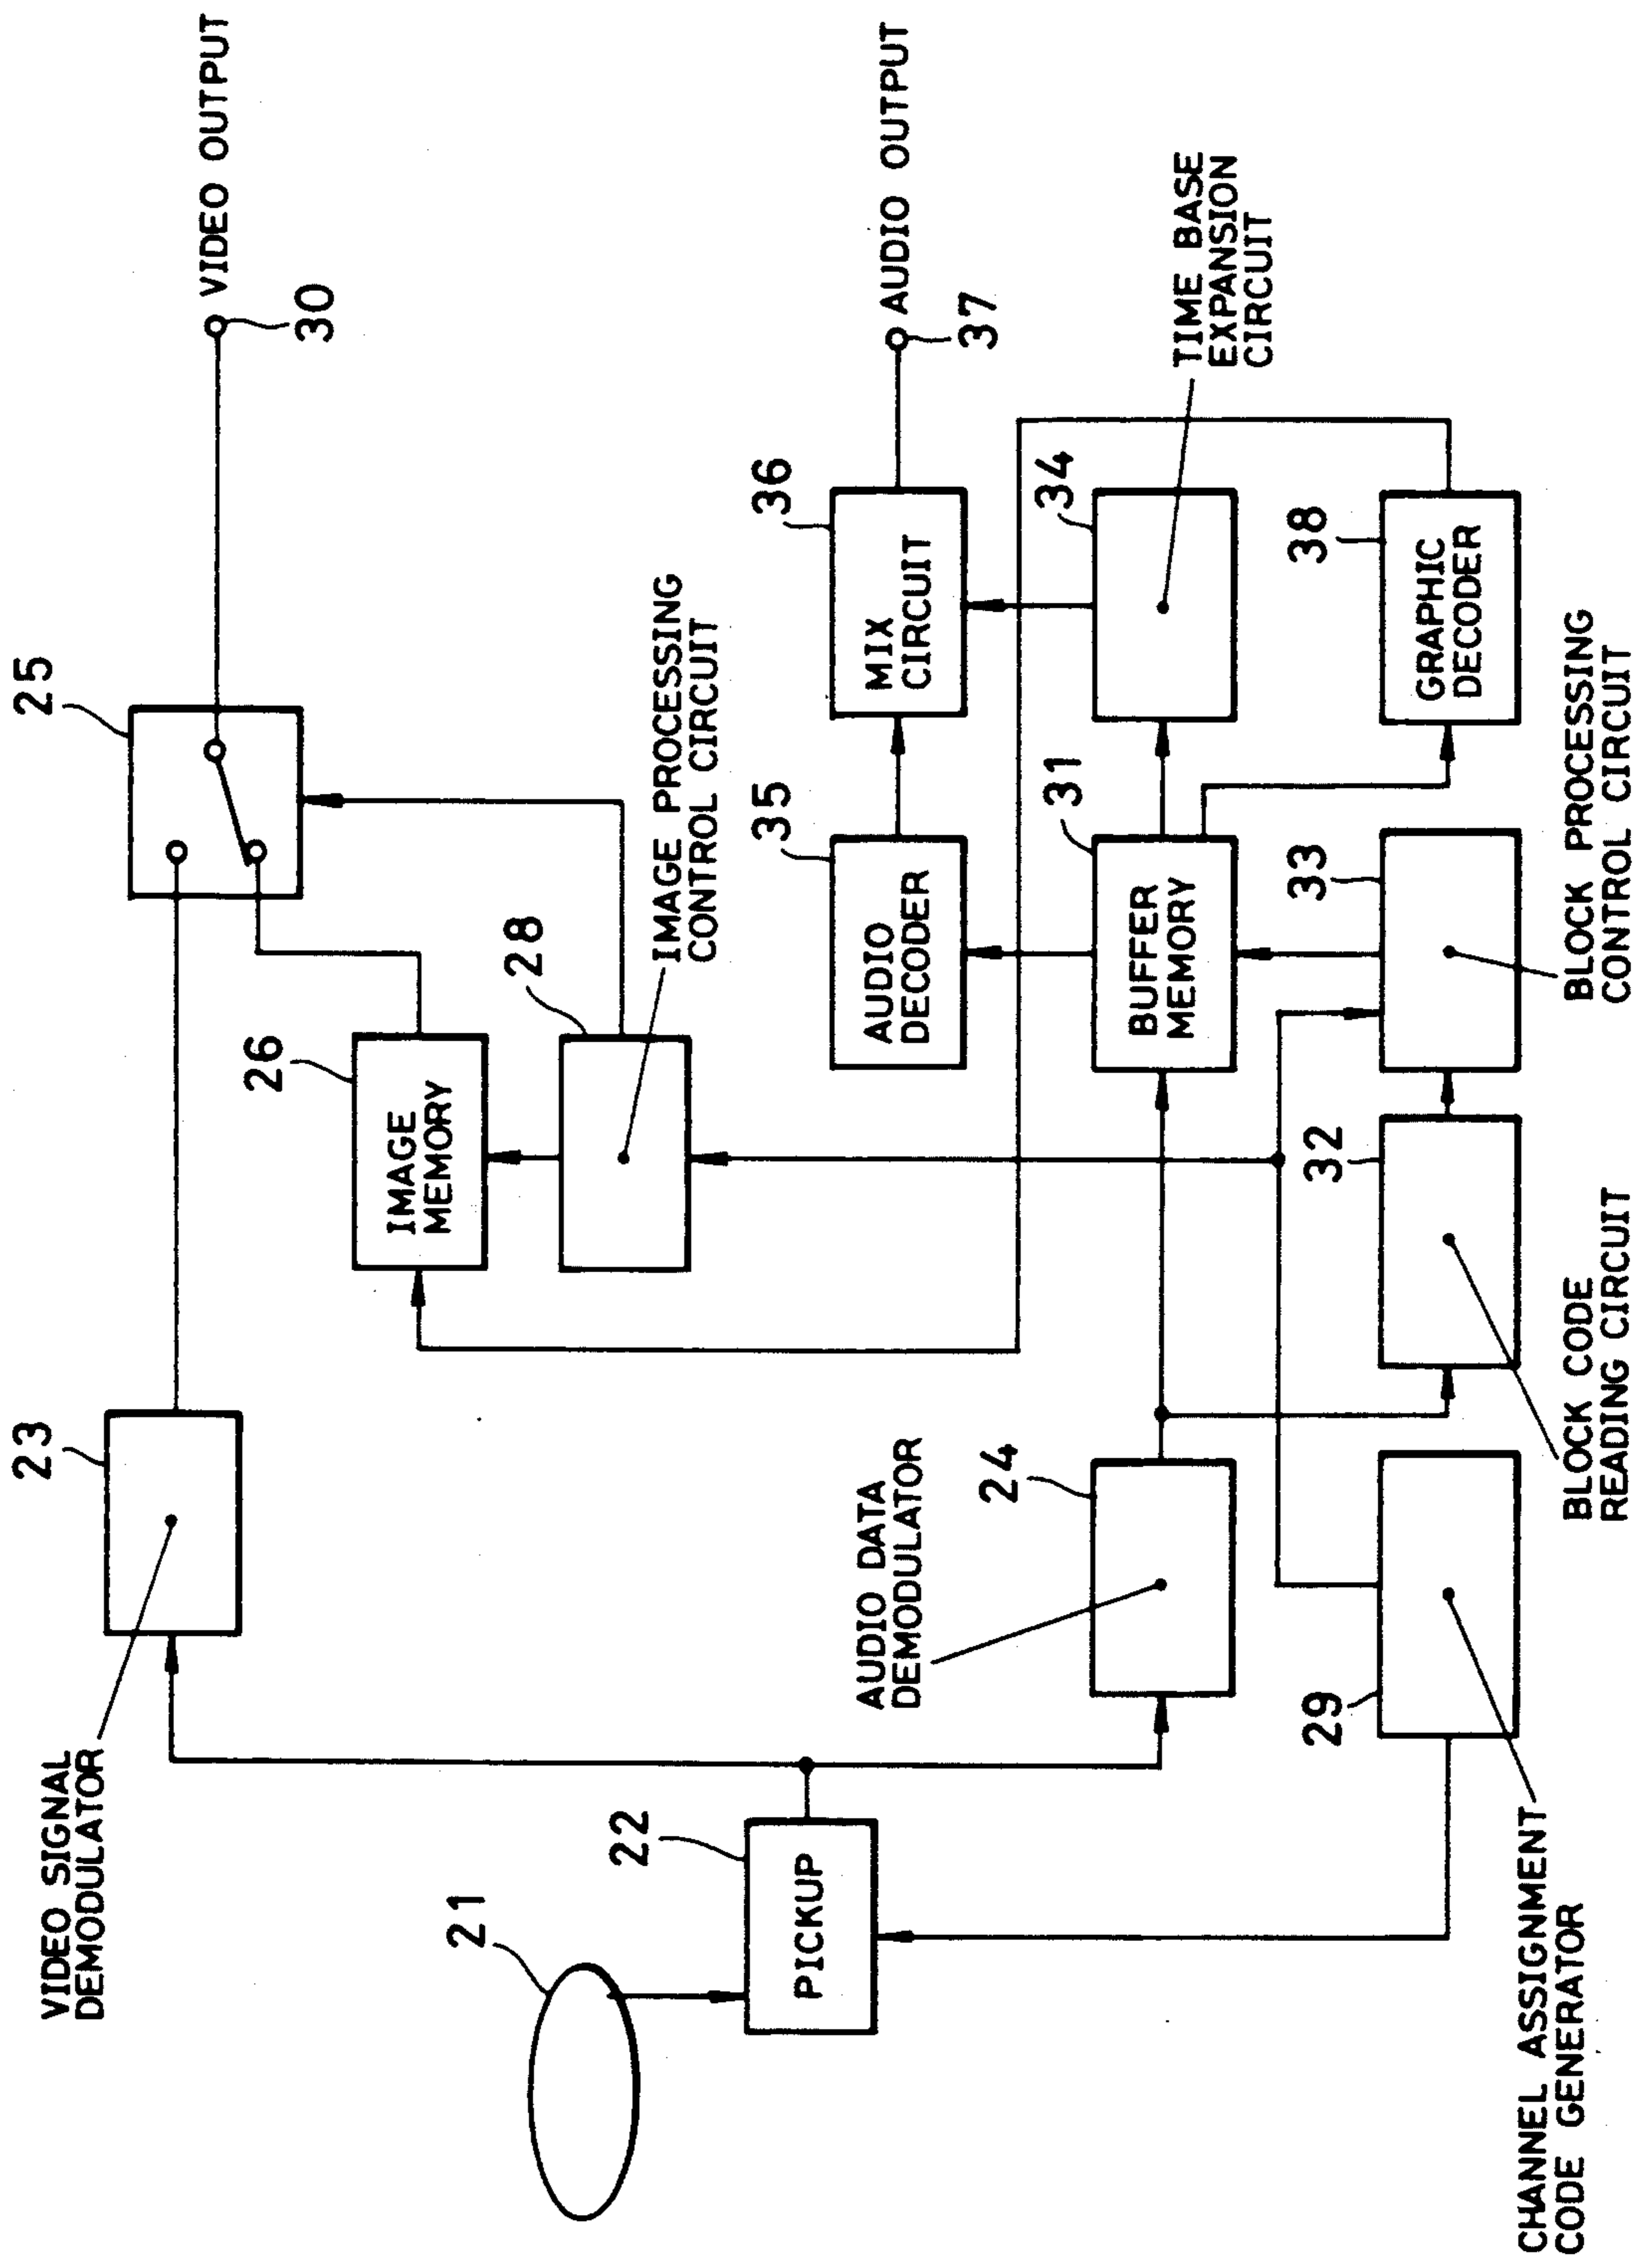 VIDEO SIGNAL
DEMODULATOR
23
25
VIDEO OUTPUT
30
26
IMAGE
MEMORY
28
IMAGE PROCESSING
CONTROL CIRCUIT
21
22
PICKUP
35
AUDIO
DECODER
36
MIX
CIRCUIT
AUDIO OUTPUT
37
AUDIO DATA
DEMODULATOR
24
31
BUFFER
MEMORY
34
TIME BASE
EXPANSION
CIRCUIT
29
CHANNEL ASSIGNMENT
CODE GENERATOR
32
BLOCK CODE
READING CIRCUIT
33
BLOCK PROCESSING
CONTROL CIRCUIT
38
GRAPHIC
DECODER